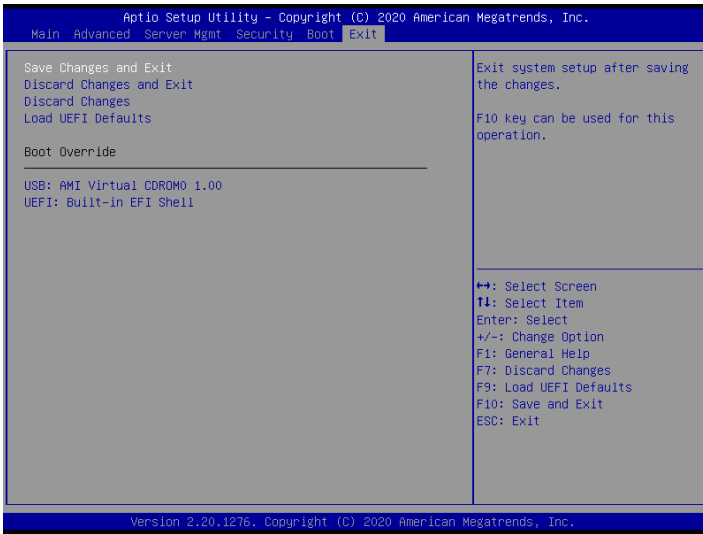 Aptio Setup Utility – Copyright (C) 2020 American Megatrends, Inc.
Main Advanced Server Mgmt Security Boot Exit
Save Changes and Exit
Discard Changes and Exit
Discard Changes
Load UEFI Defaults
Boot Override
USB: AMI Virtual CDROM0 1.00
UEFI: Built-in EFI Shell
Exit system setup after saving
the changes.
F10 key can be used for this
operation.
↔: Select Screen
↑↓: Select Item
Enter: Select
+/-: Change Option
F1: General Help
F7: Discard Changes
F9: Load UEFI Defaults
F10: Save and Exit
ESC: Exit
Version 2.20.1276. Copyright (C) 2020 American Megatrends, Inc.